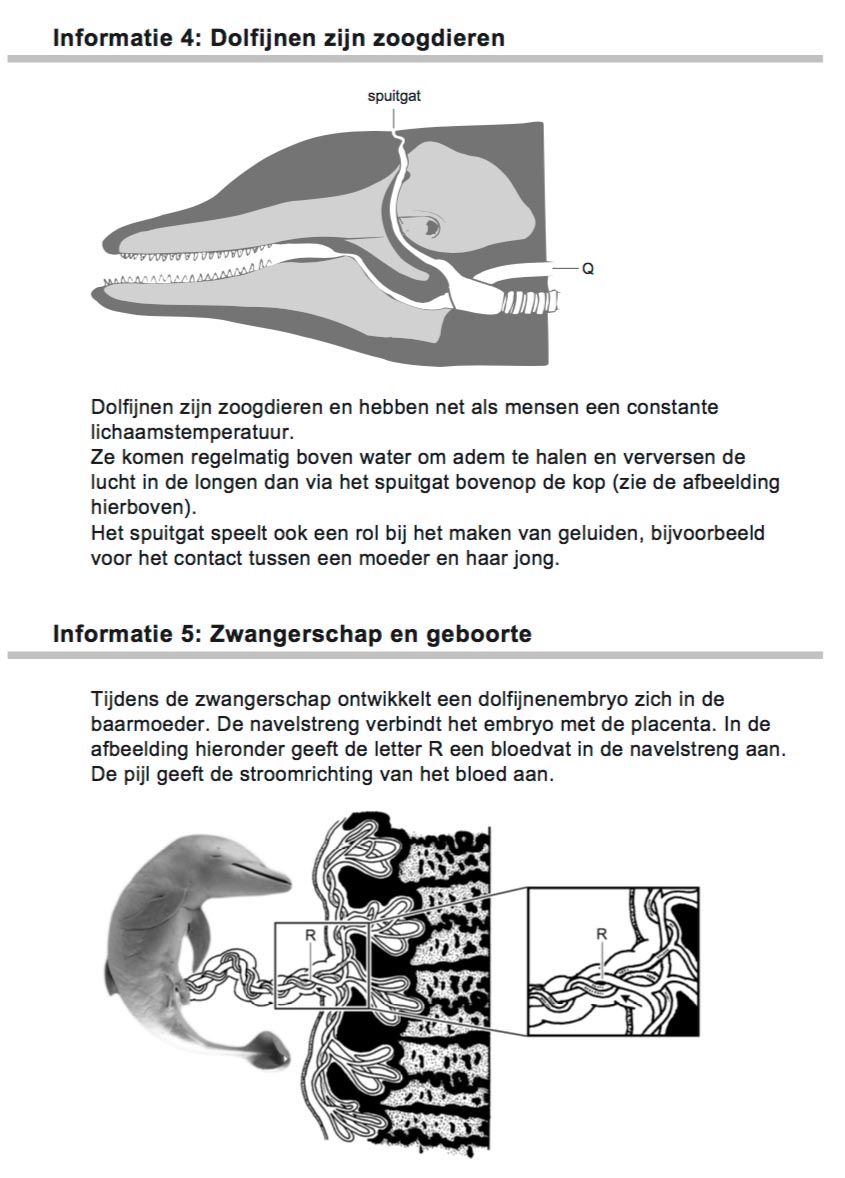 Informatie 4: Dolfijnen zijn zoogdieren
spuitgat
Q
Dolfijnen zijn zoogdieren en hebben net als mensen een constante
lichaamstemperatuur.
Ze komen regelmatig boven water om adem te halen en verversen de
lucht in de longen dan via het spuitgat bovenop de kop (zie de afbeelding
hierboven).
Het spuitgat speelt ook een rol bij het maken van geluiden, bijvoorbeeld
voor het contact tussen een moeder en haar jong.
Informatie 5: Zwangerschap en geboorte
Tijdens de zwangerschap ontwikkelt een dolfijnenembryo zich in de
baarmoeder. De navelstreng verbindt het embryo met de placenta. In de
afbeelding hieronder geeft de letter R een bloedvat in de navelstreng aan.
De pijl geeft de stroomrichting van het bloed aan.
R
R